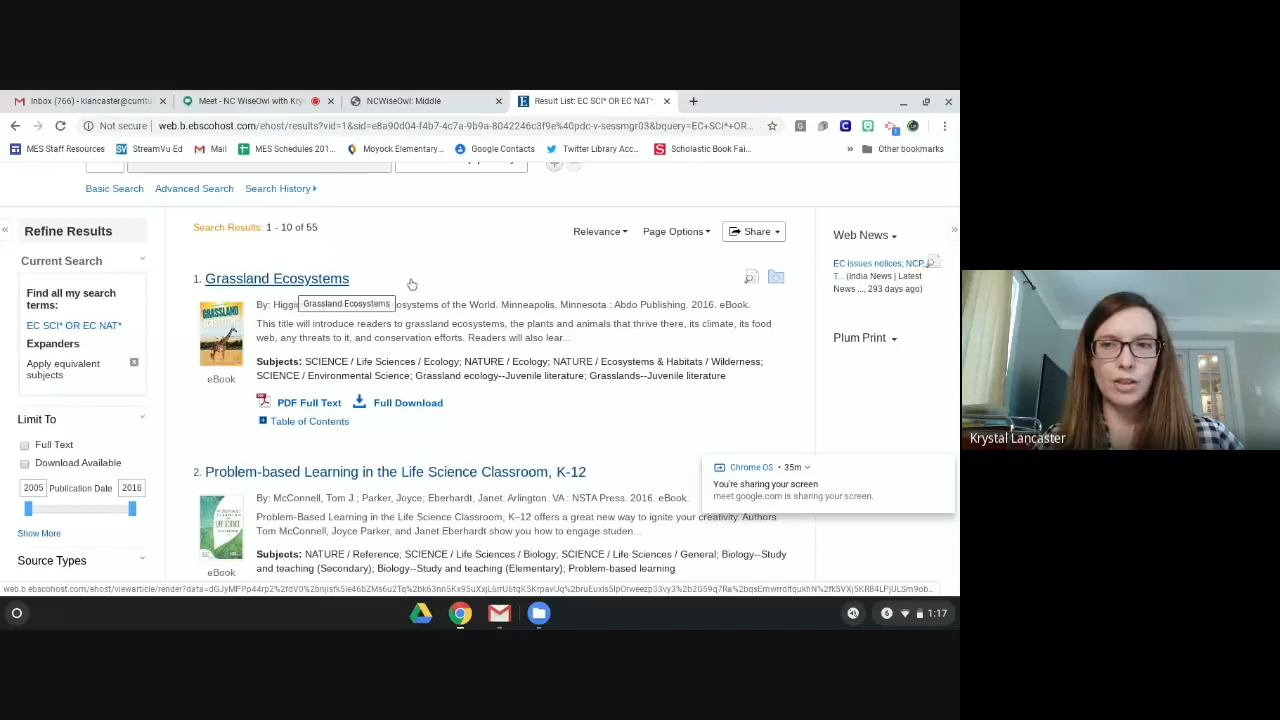 Inbox (766) - klancaster@curritu
Meet - NC WiseOwl with Krys
NCWiseOwl: Middle
Result List: EC SCI* OR EC NAT*
Not secure
web.b.ebscohost.com/ehost/results?vid=1&sid=e8a90d04-f4b7-4c7a-9b9a-8042246c3f9e%40pdc-v-sessmgr03&bquery=EC+SCI*+OR...
MES Staff Resources
StreamVu Ed
Mail
MES Schedules 201...
Moyock Elementary...
Google Contacts
Twitter Library Acc...
Scholastic Book Fai...
» Other bookmarks
Basic Search Advanced Search Search History
Refine Results
Current Search
Find all my search
terms:
EC SCI* OR EC NAT*
Expanders
Apply equivalent
subjects
Limit To
Full Text
Download Available
2005 Publication Date 2016
Show More
Source Types
Search Results: 1 - 10 of 55
Relevance Page Options Share
1. Grassland Ecosystems
By: Higgi
Grassland Ecosystems
osystems of the World. Minneapolis, Minnesota : Abdo Publishing. 2016. eBook.
This title will introduce readers to grassland ecosystems, the plants and animals that thrive there, its climate, its food
web, any threats to it, and conservation efforts. Readers will also lear...
GRASSLAND
eBook
Subjects: SCIENCE / Life Sciences / Ecology; NATURE / Ecology; NATURE / Ecosystems & Habitats / Wilderness;
SCIENCE / Environmental Science; Grassland ecology--Juvenile literature; Grasslands--Juvenile literature
PDF Full Text Full Download
Table of Contents
2. Problem-based Learning in the Life Science Classroom, K-12
By: McConnell, Tom J.; Parker, Joyce; Eberhardt, Janet. Arlington. VA : NSTA Press. 2016. eBook.
Problem-Based Learning in the Life Science Classroom, K–12 offers a great new way to ignite your creativity. Authors
Tom McConnell, Joyce Parker, and Janet Eberhardt show you how to engage studen...
eBook
Subjects: NATURE / Reference; SCIENCE / Life Sciences / Biology; SCIENCE / Life Sciences / General; Biology--Study
and teaching (Secondary); Biology--Study and teaching (Elementary); Problem-based learning
Web News
EC issues notices; NCP,
T... (India News | Latest
News ..., 293 days ago)
Plum Print
Chrome OS • 35m
You're sharing your screen
meet.google.com is sharing your screen.
1:17
Krystal Lancaster